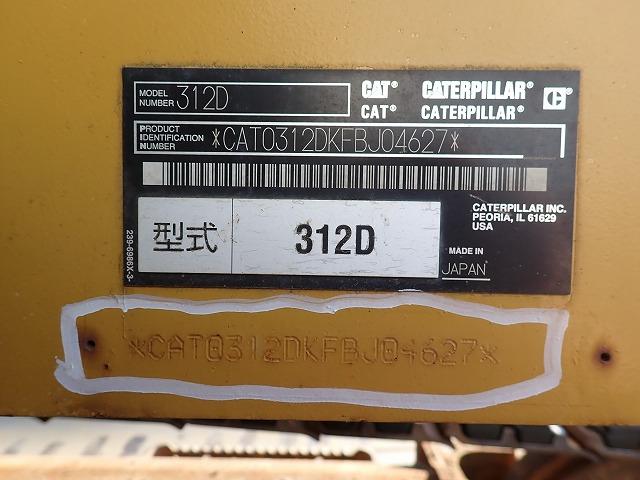 MODEL NUMBER 312D
CAT® CATERPILLAR® C®
CAT® CATERPILLAR®
PRODUCT IDENTIFICATION NUMBER *CAT0312DKFBJ04627*
CATERPILLAR INC.
PEORIA, IL 61629
USA
型式 312D
MADE IN
JAPAN
239-6986X-3-
*CAT0312DKFBJ04627*